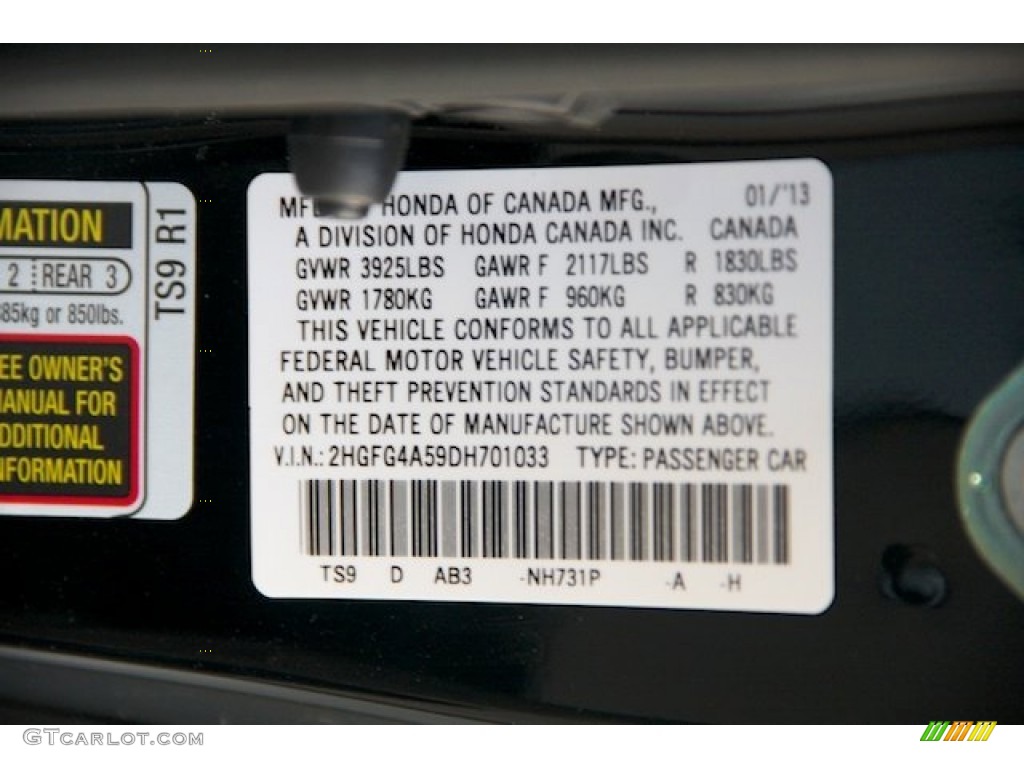 MATION
2 REAR 3
385kg or 850lbs.
EE OWNER'S
MANUAL FOR
DDITIONAL
NFORMATION
TS9 R1
HONDA OF CANADA MFG., 01/'13
A DIVISION OF HONDA CANADA INC. CANADA
GVWR 3925LBS GAWR F 2117LBS R 1830LBS
GVWR 1780KG GAWR F 960KG R 830KG
THIS VEHICLE CONFORMS TO ALL APPLICABLE
FEDERAL MOTOR VEHICLE SAFETY, BUMPER,
AND THEFT PREVENTION STANDARDS IN EFFECT
ON THE DATE OF MANUFACTURE SHOWN ABOVE.
V.I.N.: 2HGFG4A59DH701033 TYPE: PASSENGER CAR
TS9 D AB3 -NH731P -A -H
GTCARLOT.COM